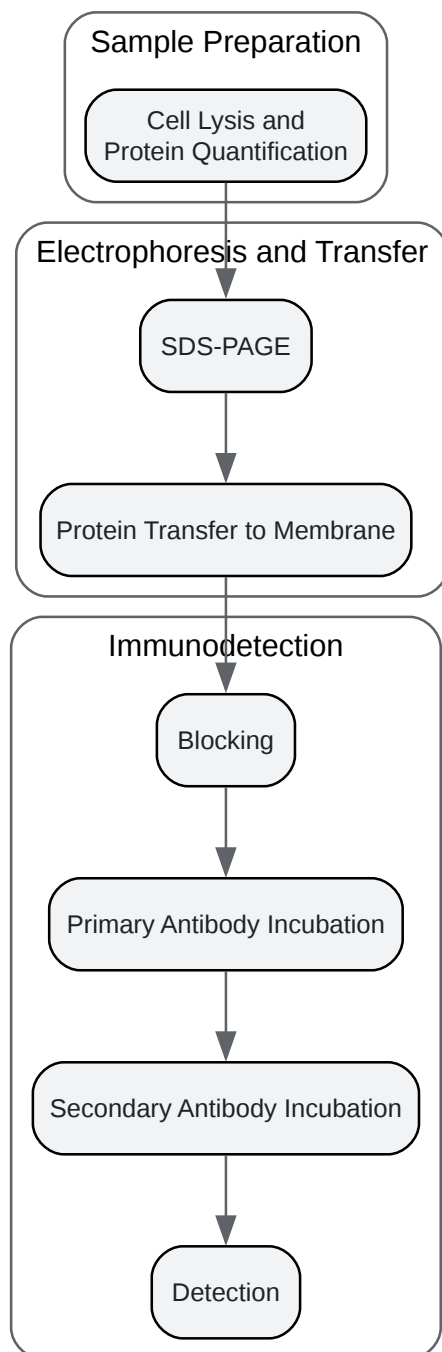 Sample Preparation
Cell Lysis and
Protein Quantification
Electrophoresis and Transfer
SDS-PAGE
Protein Transfer to Membrane
Immunodetection
Blocking
Primary Antibody Incubation
Secondary Antibody Incubation
Detection